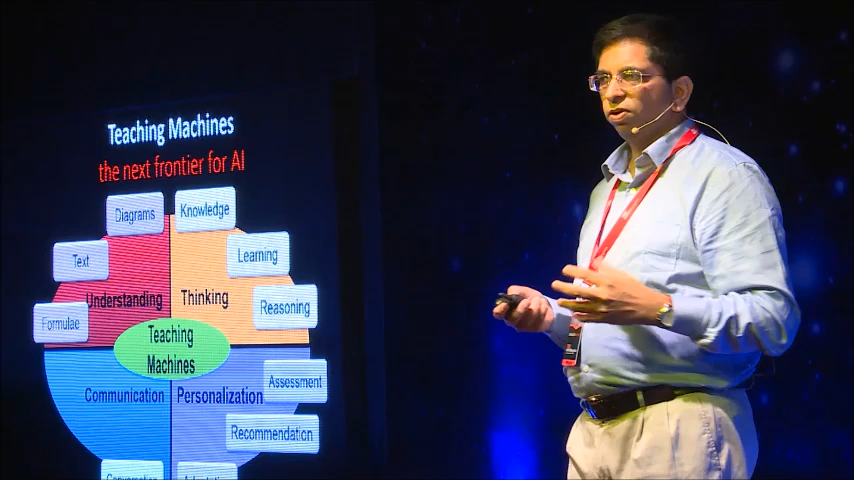 Teaching Machines
the next frontier for AI
Diagrams
Knowledge
Text
Learning
Understanding
Thinking
Formulae
Reasoning
Teaching
Machines
Assessment
Communication
Personalization
Recommendation